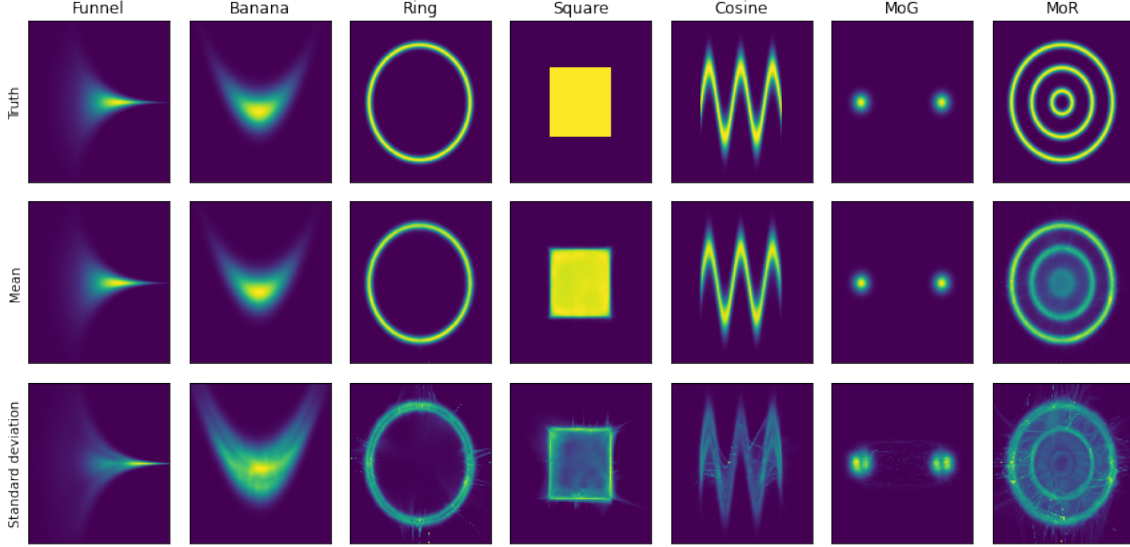 Funnel Banana Ring Square Cosine MoG MoR
Truth
Mean
Standard deviation